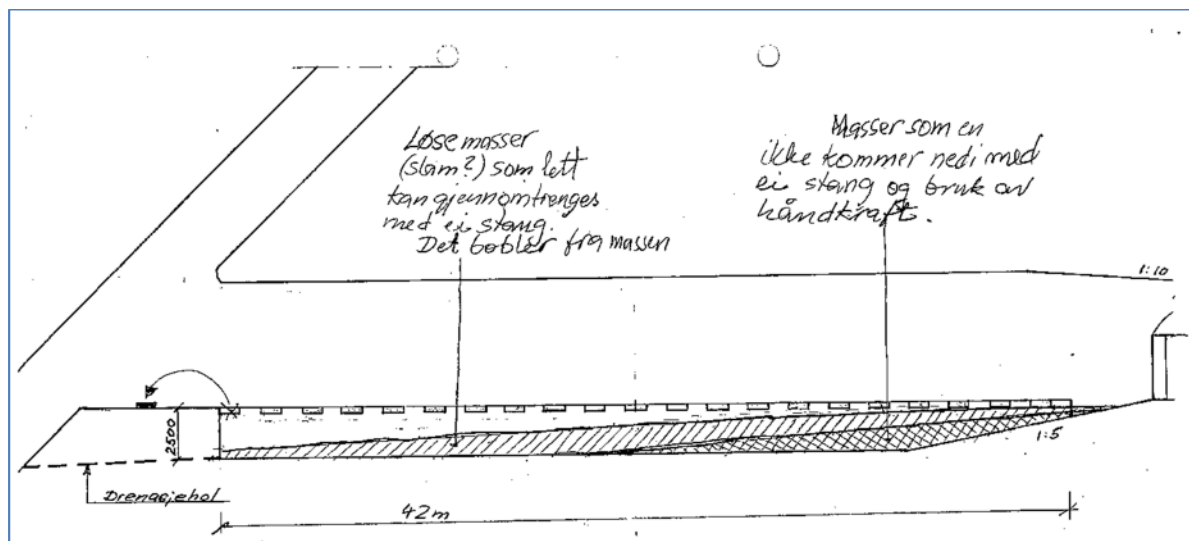 Løse masser
(slam?) som lett
kan gjennomtrenges
med ei stang.
Det bobler fra massen
Masser som en
ikke kommer nedi med
ei stang og bruk av
håndkraft.
1:10
2500
1:5
Drenasjehol
42m